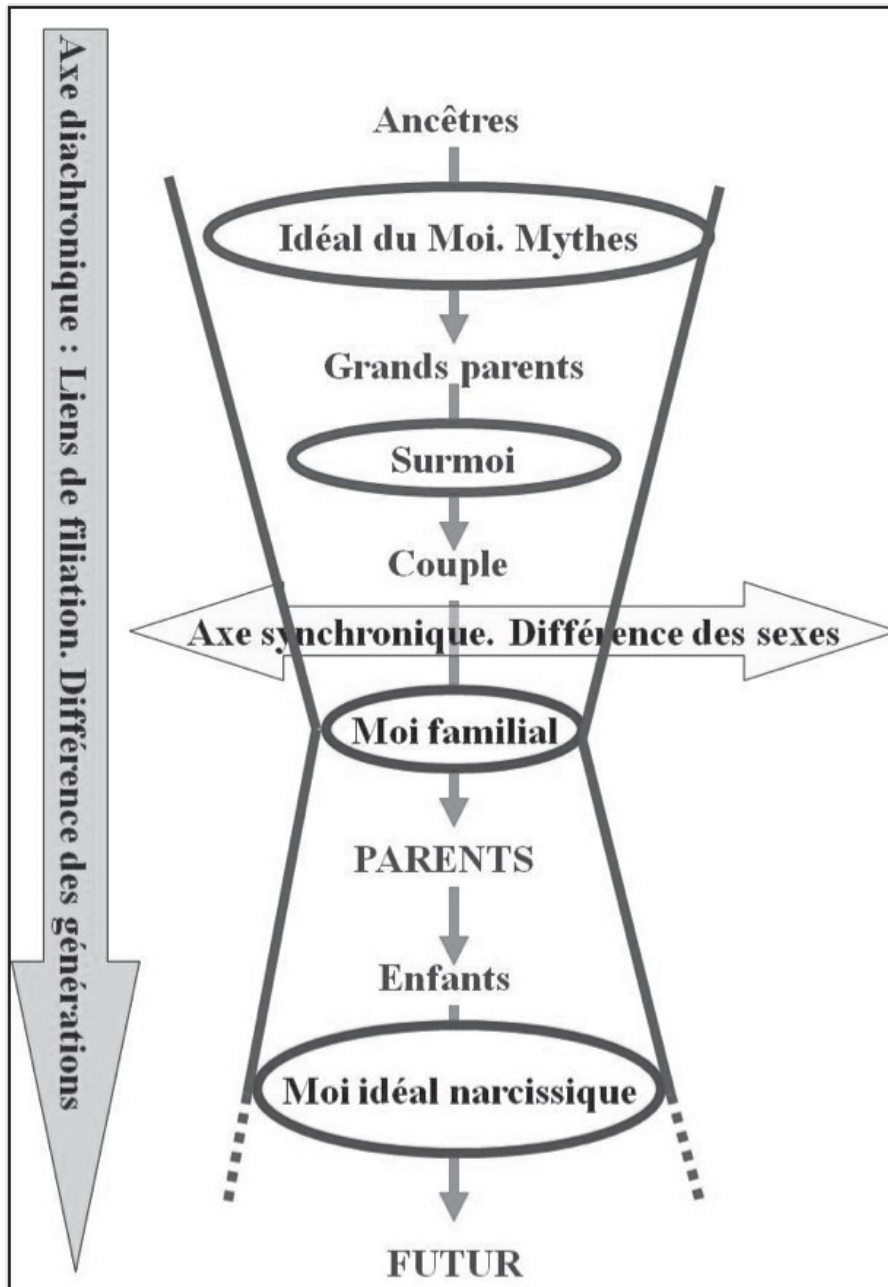 Axe diachronique : Liens de filiation. Différence des générations
Ancêtres
Idéal du Moi. Mythes
Grands parents
Surmoi
Couple
Axe synchronique. Différence des sexes
Moi familial
PARENTS
Enfants
Moi idéal narcissique
FUTUR